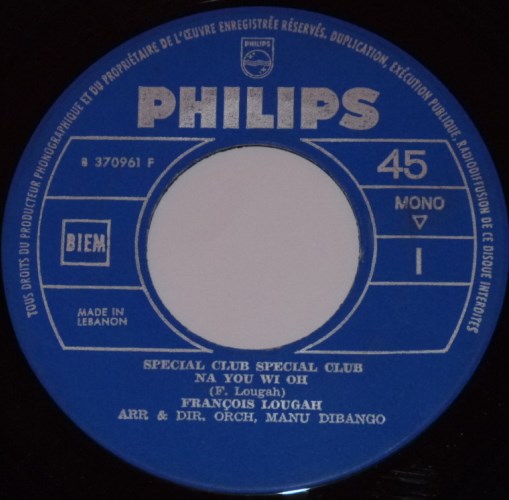 TOUS DROITS DU PRODUCTEUR PHONOGRAPHIQUE ET DU PROPRIÉTAIRE DE L'ŒUVRE ENREGISTRÉE RÉSERVÉS. DUPLICATION, EXÉCUTION PUBLIQUE, RADIODIFFUSION DE CE DISQUE INTERDITES
PHILIPS
PHILIPS
B 370961 F
45
MONO
BIEM
I
MADE IN
LEBANON
SPECIAL CLUB SPECIAL CLUB
NA YOU WI OH
(F. Lougah)
FRANÇOIS LOUGAH
ARR & DIR. ORCH, MANU DIBANGO